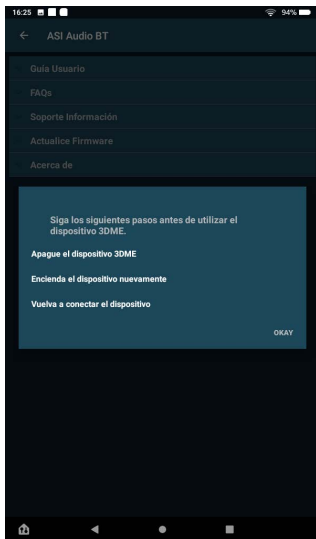 16:25
94%
ASI Audio BT
Guía Usuario
FAQs
Soporte Información
Actualice Firmware
Acerca de
Siga los siguientes pasos antes de utilizar el
dispositivo 3DME.
Apague el dispositivo 3DME
Encienda el dispositivo nuevamente
Vuelva a conectar el dispositivo
OKAY